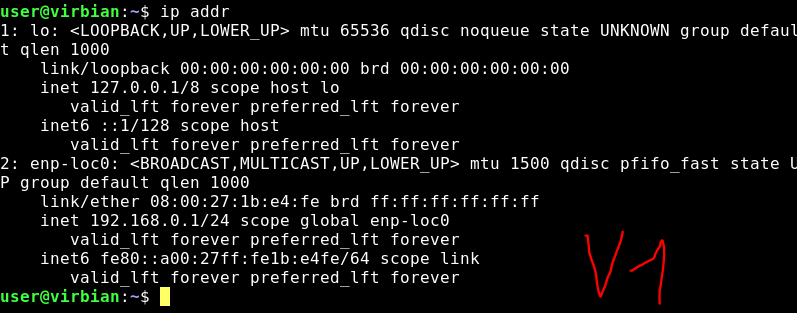 user@virbian:~$ ip addr
1: lo: <LOOPBACK,UP,LOWER_UP> mtu 65536 qdisc noqueue state UNKNOWN group defaul
t qlen 1000
    link/loopback 00:00:00:00:00:00 brd 00:00:00:00:00:00
    inet 127.0.0.1/8 scope host lo
       valid_lft forever preferred_lft forever
    inet6 ::1/128 scope host
       valid_lft forever preferred_lft forever
2: enp-loc0: <BROADCAST,MULTICAST,UP,LOWER_UP> mtu 1500 qdisc pfifo_fast state U
P group default qlen 1000
    link/ether 08:00:27:1b:e4:fe brd ff:ff:ff:ff:ff:ff
    inet 192.168.0.1/24 scope global enp-loc0
       valid_lft forever preferred_lft forever
    inet6 fe80::a00:27ff:fe1b:e4fe/64 scope link
       valid_lft forever preferred_lft forever
user@virbian:~$
V-1